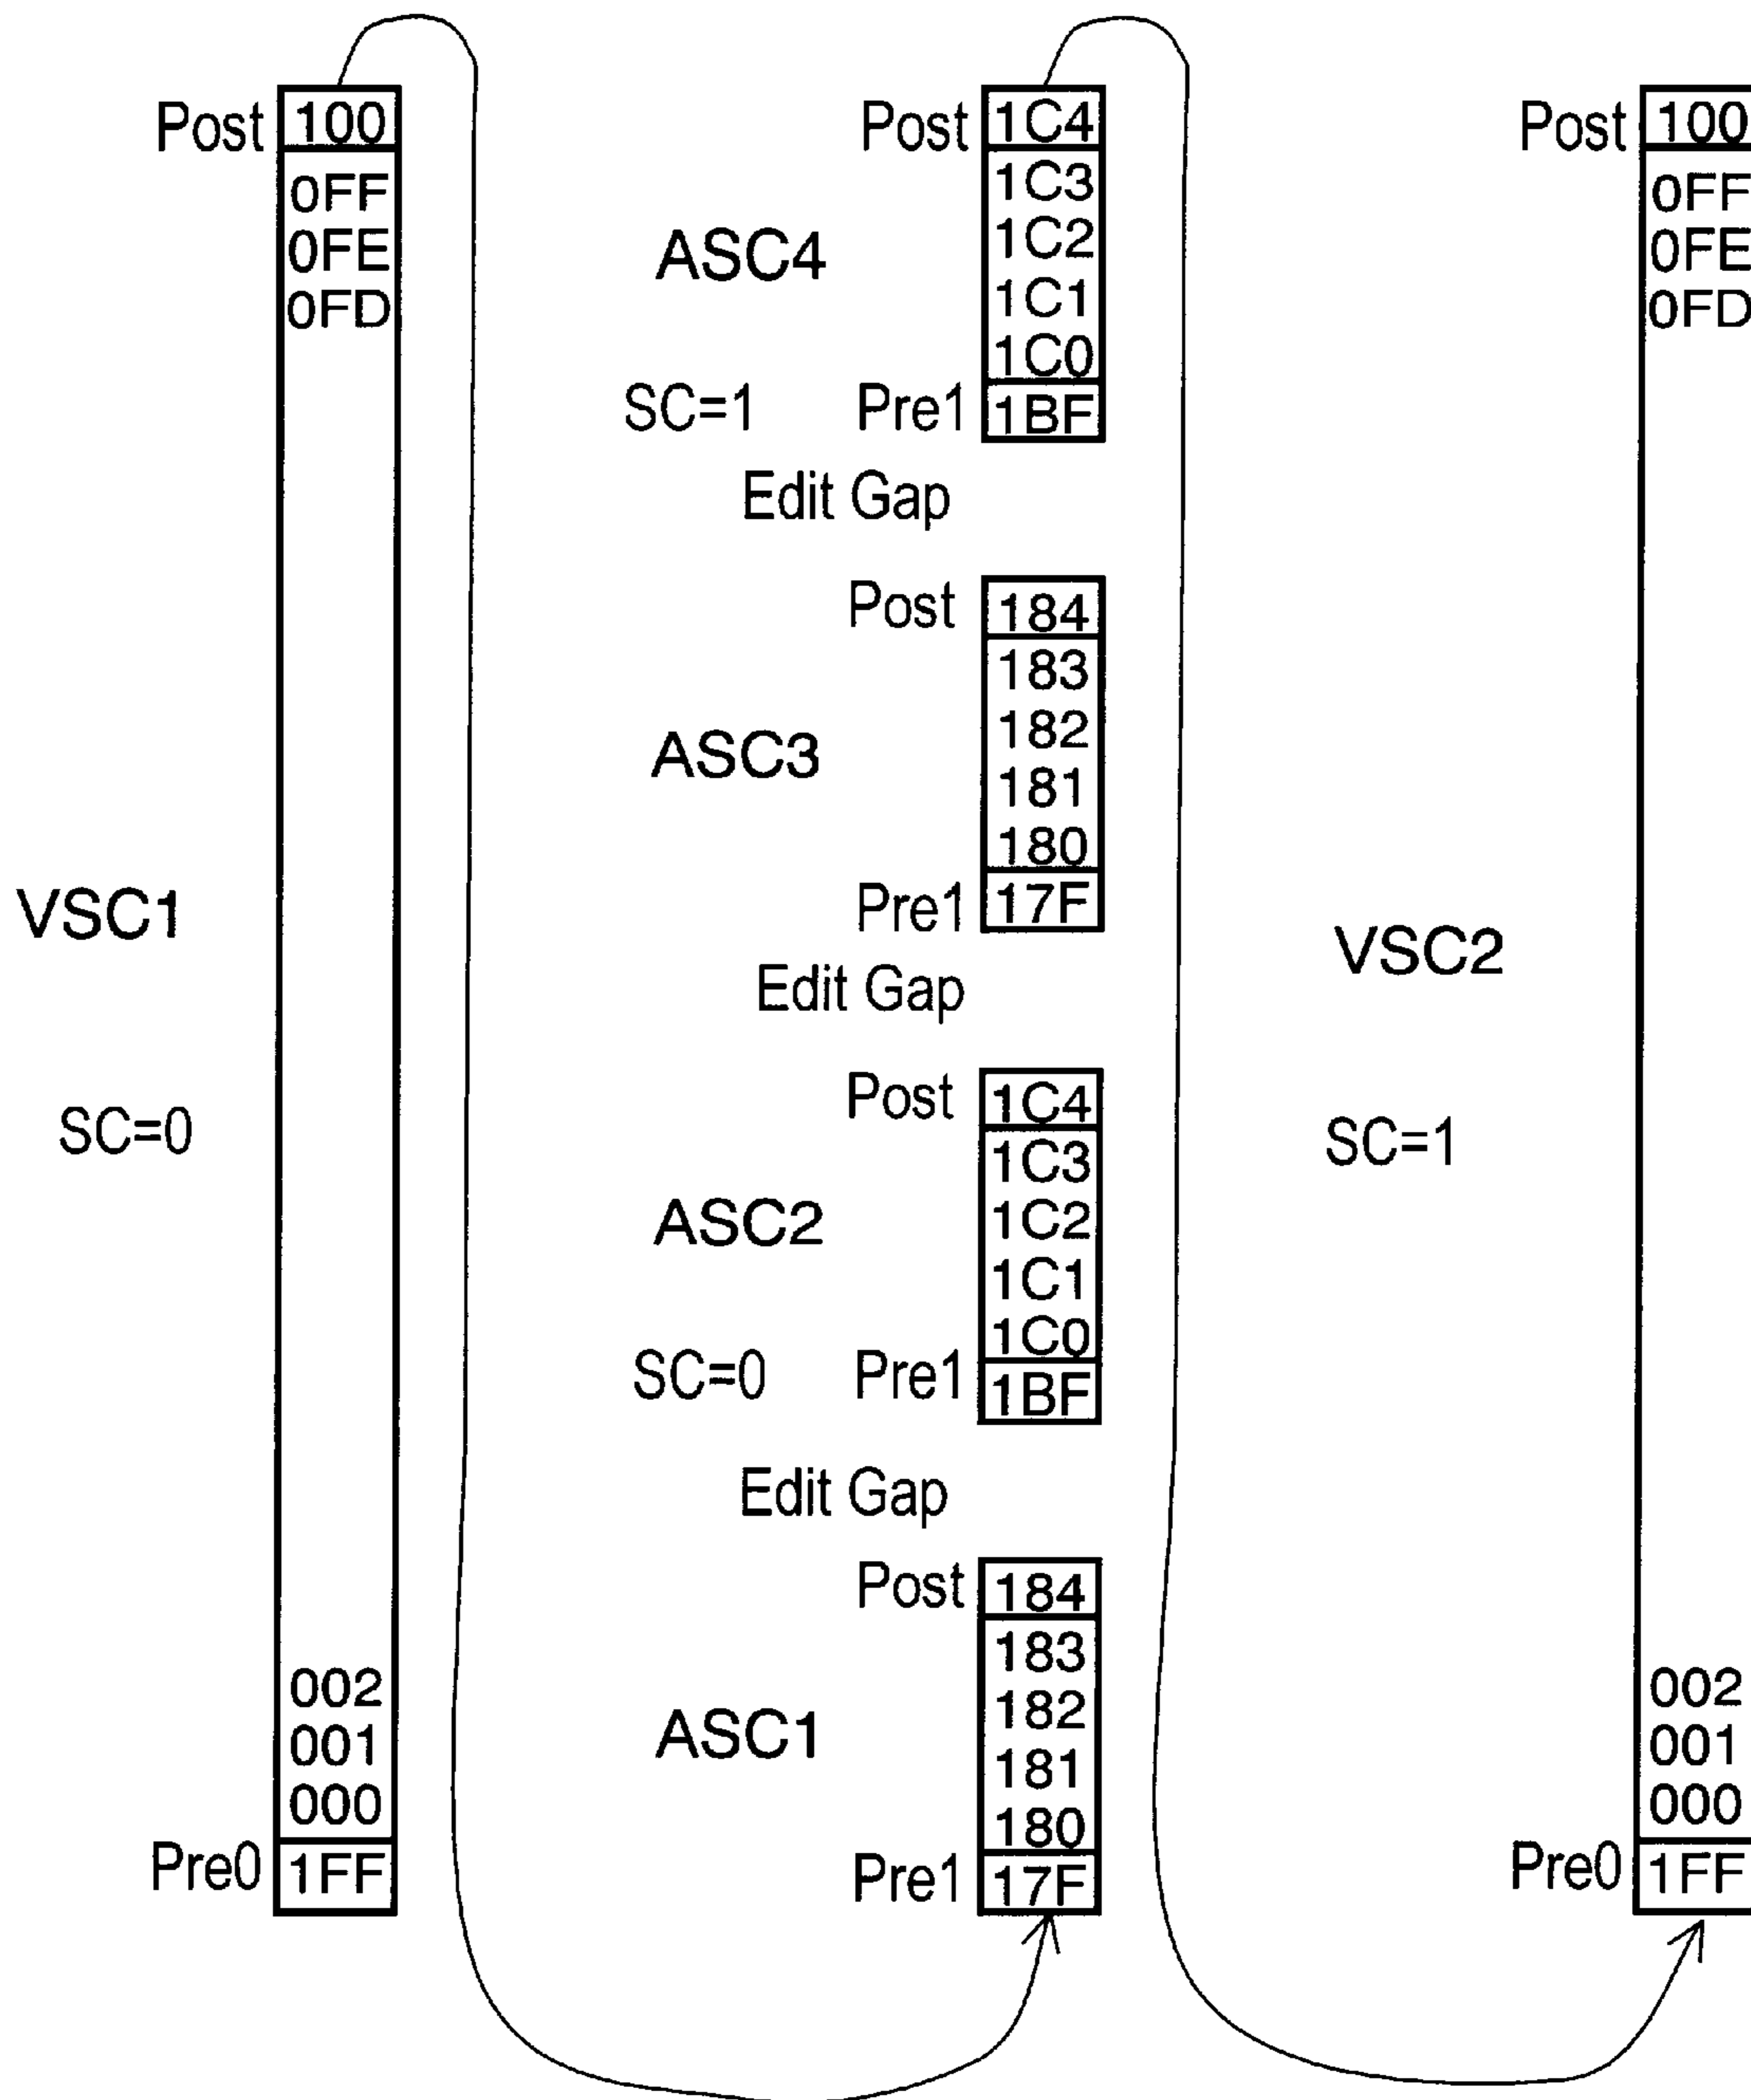 Post 100
0FF
0FE
0FD
VSC1
SC=0
002
001
000
Pre0 1FF
Post 1C4
1C3
ASC4
1C2
1C1
1C0
SC=1 Pre1 1BF
Edit Gap
Post 184
183
ASC3
182
181
180
Pre1 17F
Edit Gap
Post 1C4
1C3
ASC2
1C2
1C1
1C0
SC=0 Pre1 1BF
Edit Gap
Post 184
183
182
ASC1
181
180
Pre1 17F
Post 100
0FF
0FE
0FD
VSC2
SC=1
002
001
000
Pre0 1FF